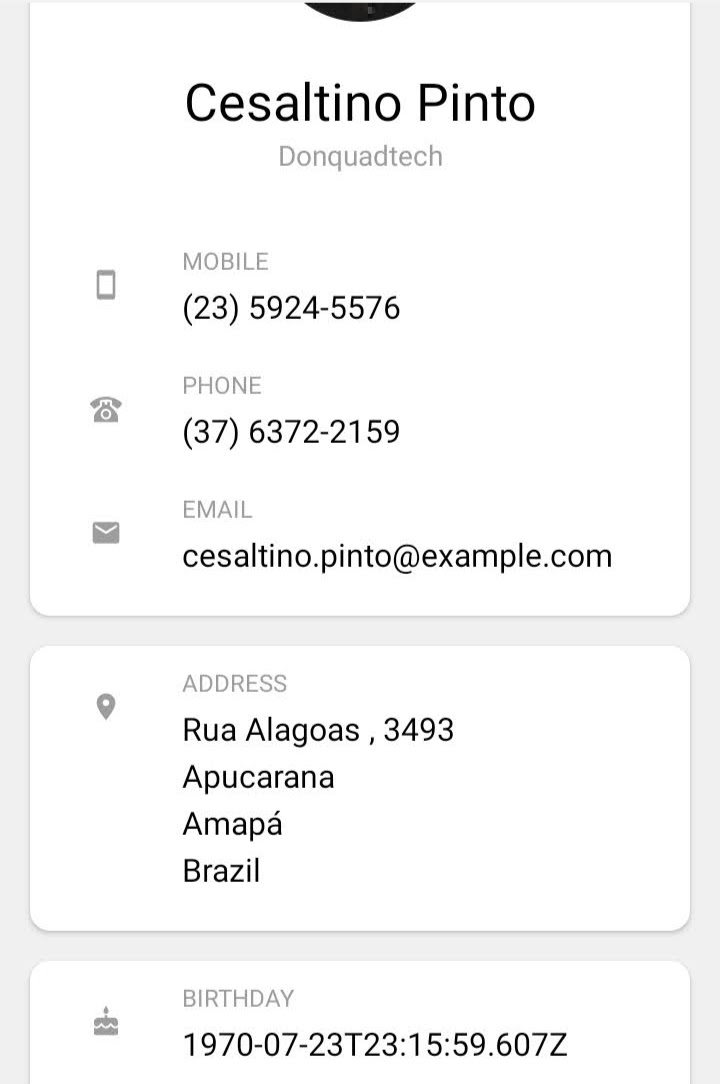 Cesaltino Pinto
Donquadtech
MOBILE
(23) 5924-5576
PHONE
(37) 6372-2159
EMAIL
cesaltino.pinto@example.com
ADDRESS
Rua Alagoas , 3493
Apucarana
Amapá
Brazil
BIRTHDAY
1970-07-23T23:15:59.607Z